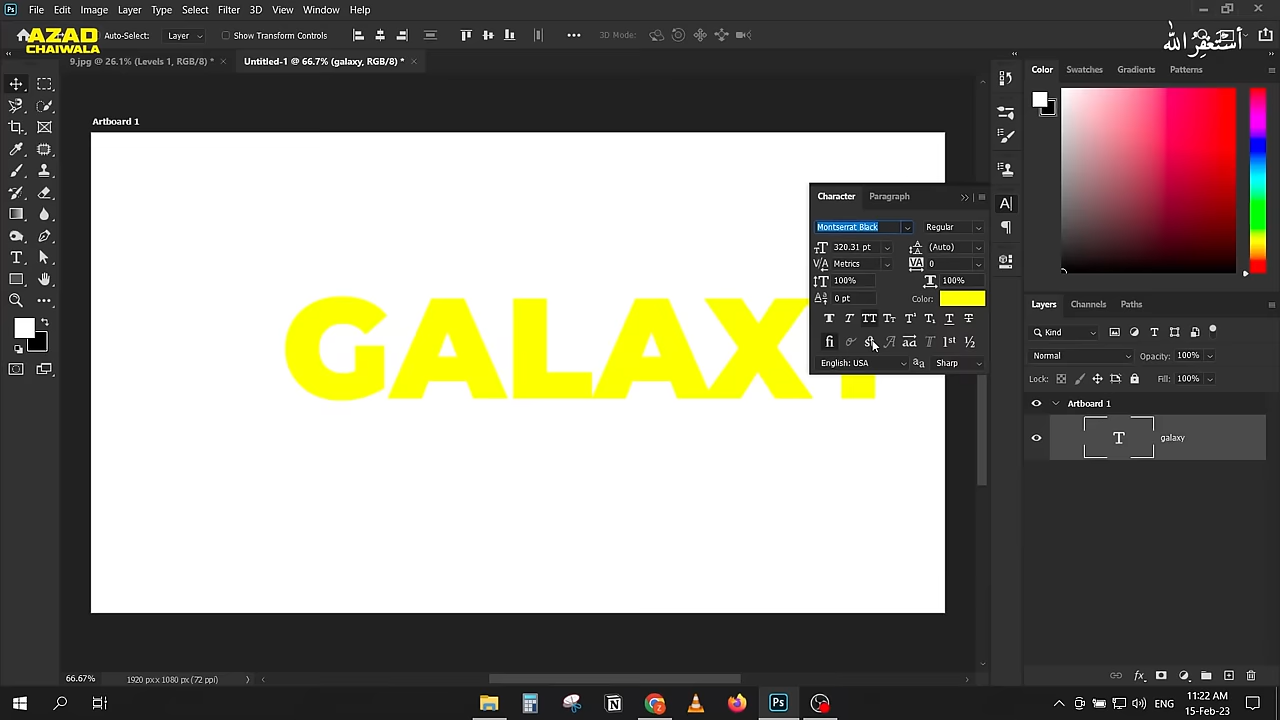 Ps File Edit Image Layer Type Select Filter 3D View Window Help
AZAD
CHAIWALA
Auto-Select: Layer Show Transform Controls 3D Mode:
أستغفر الله
9.jpg @ 26.1% (Levels 1, RGB/8) * Untitled-1 @ 66.7% (galaxy, RGB/8) *
Color Swatches Gradients Patterns
Artboard 1
Character Paragraph
Montserrat Black Regular
320.31 pt (Auto)
Metrics 0
100% 100%
0 pt Color:
GALAXY
English: USA Sharp
Layers Channels Paths
Kind
Normal Opacity: 100%
Lock: Fill: 100%
Artboard 1
T galaxy
66.67% 1920 px x 1080 px (72 ppi)
ENG 11:22 AM
15-Feb-23